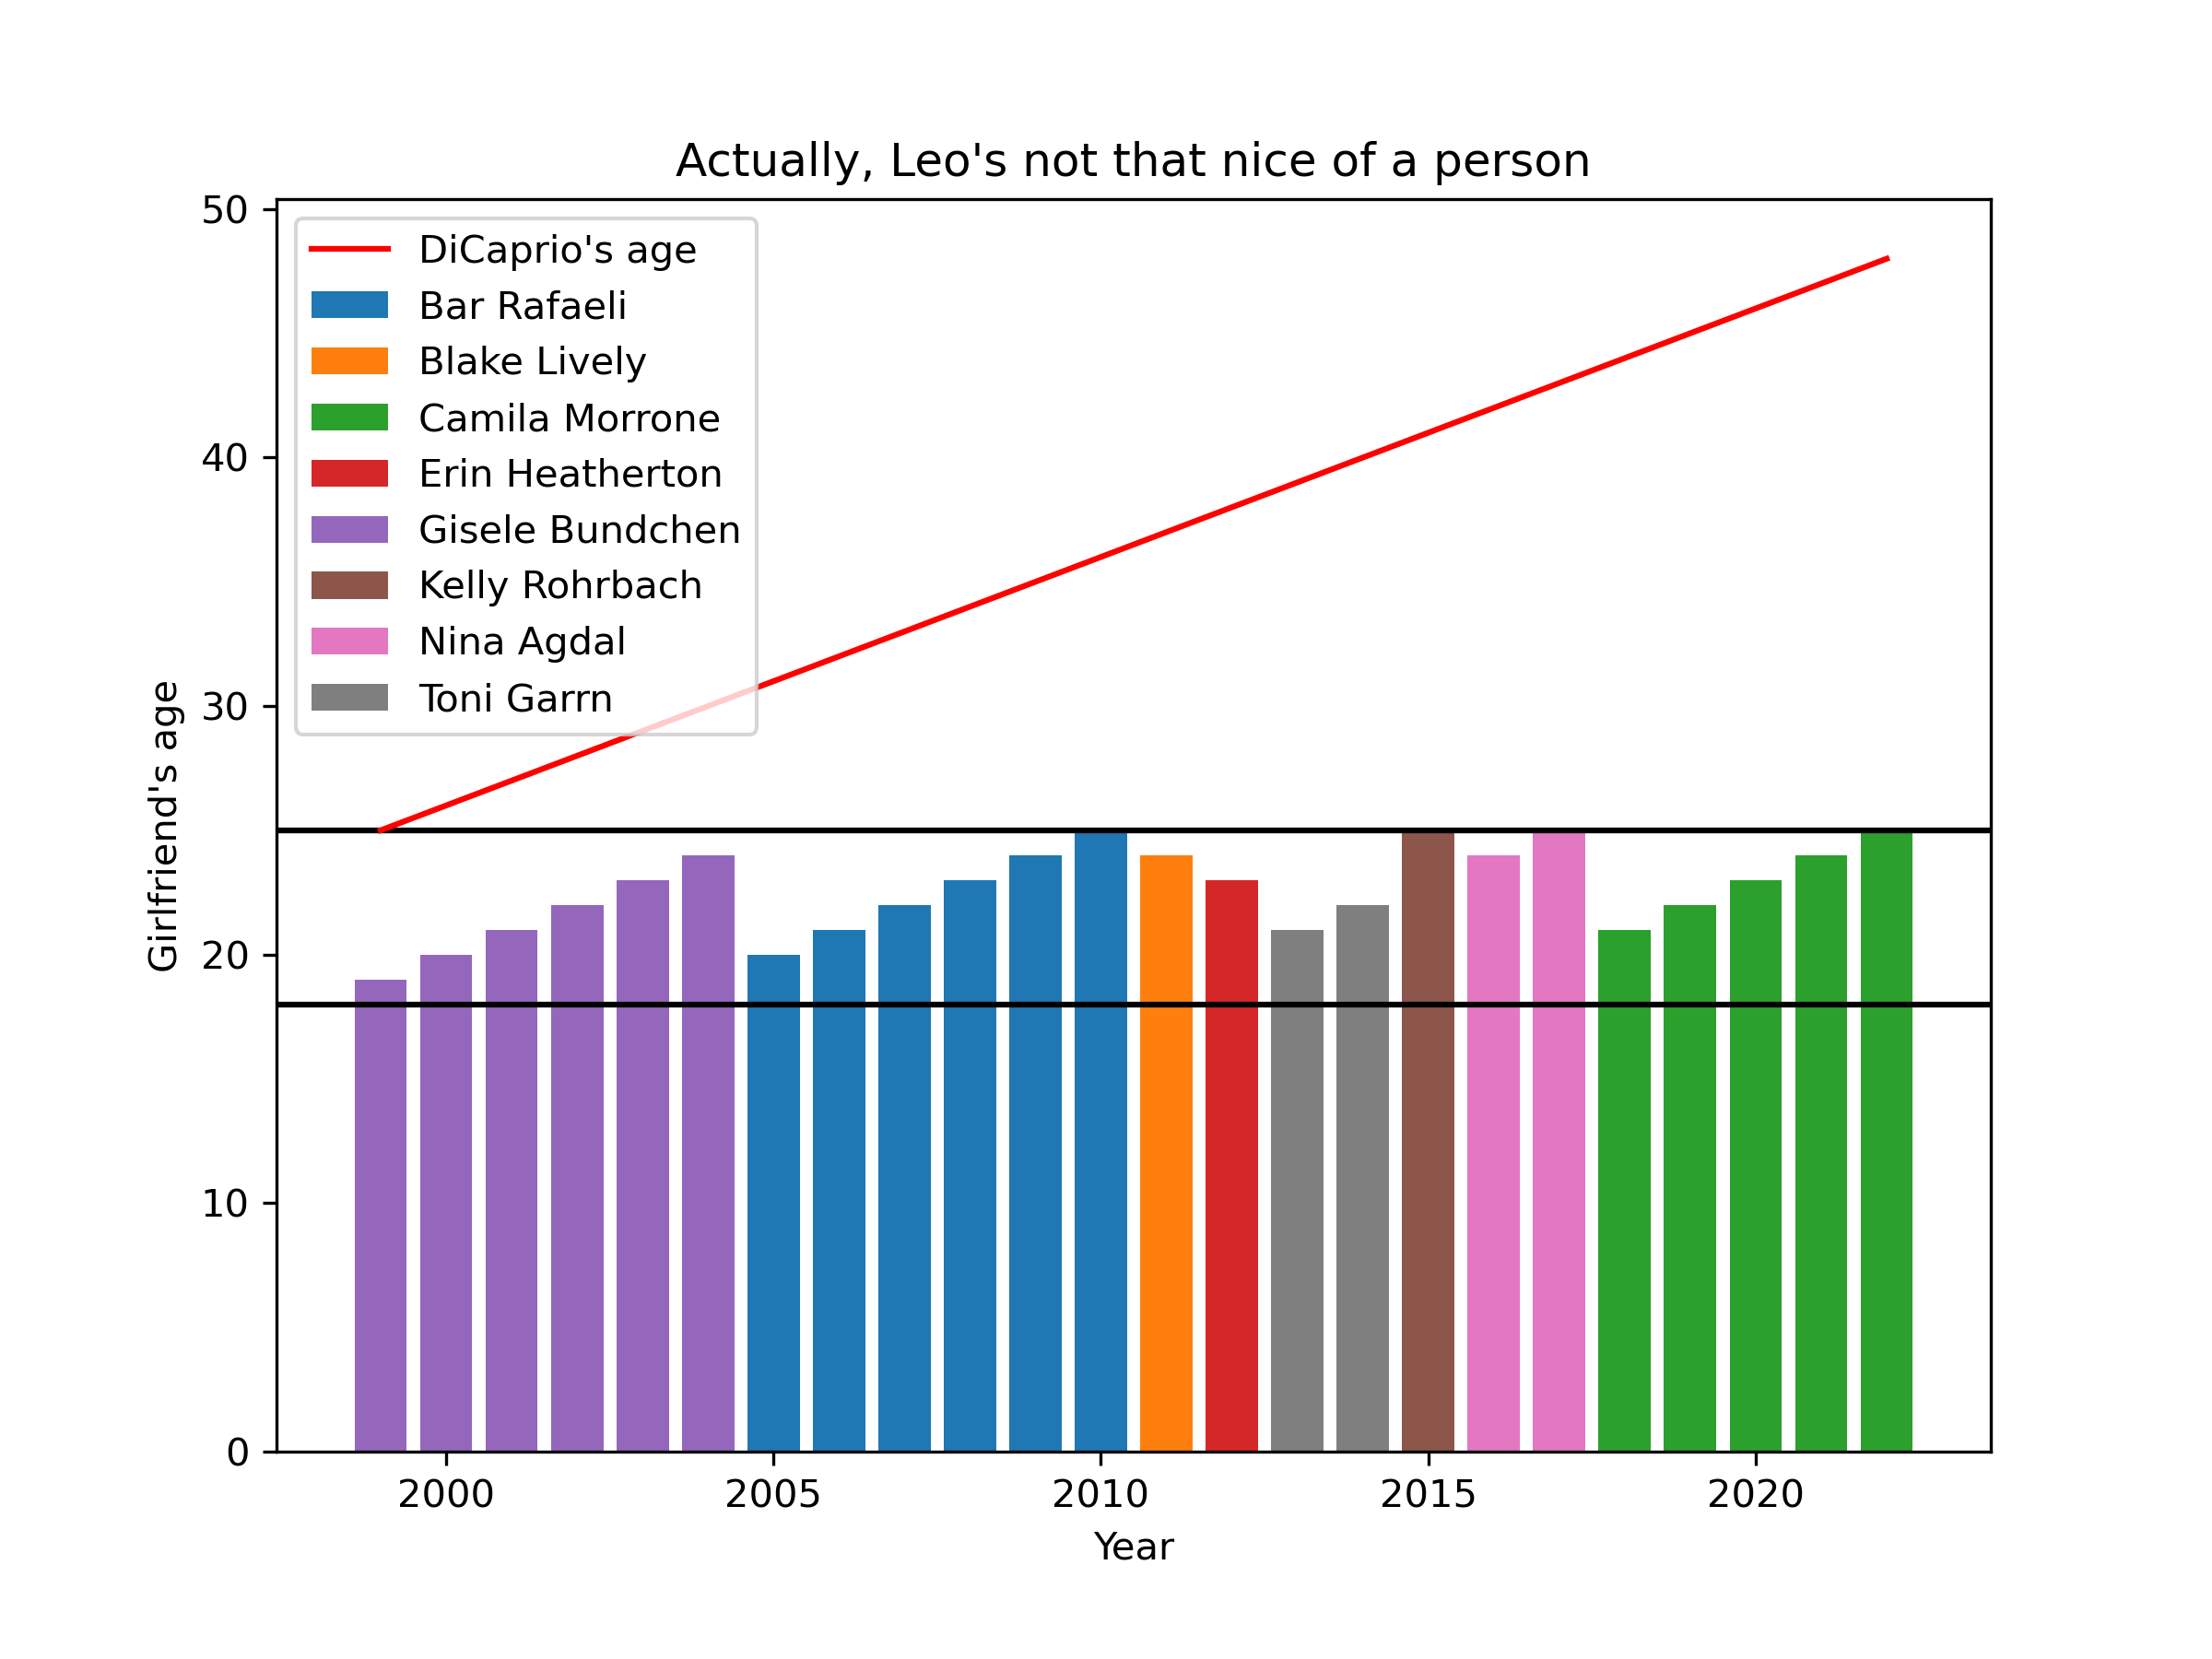 Actually, Leo's not that nice of a person
50
40
30
20
10
0
Girlfriend's age
DiCaprio's age
Bar Rafaeli
Blake Lively
Camila Morrone
Erin Heatherton
Gisele Bundchen
Kelly Rohrbach
Nina Agdal
Toni Garrn
2000 2005 2010 2015 2020
Year